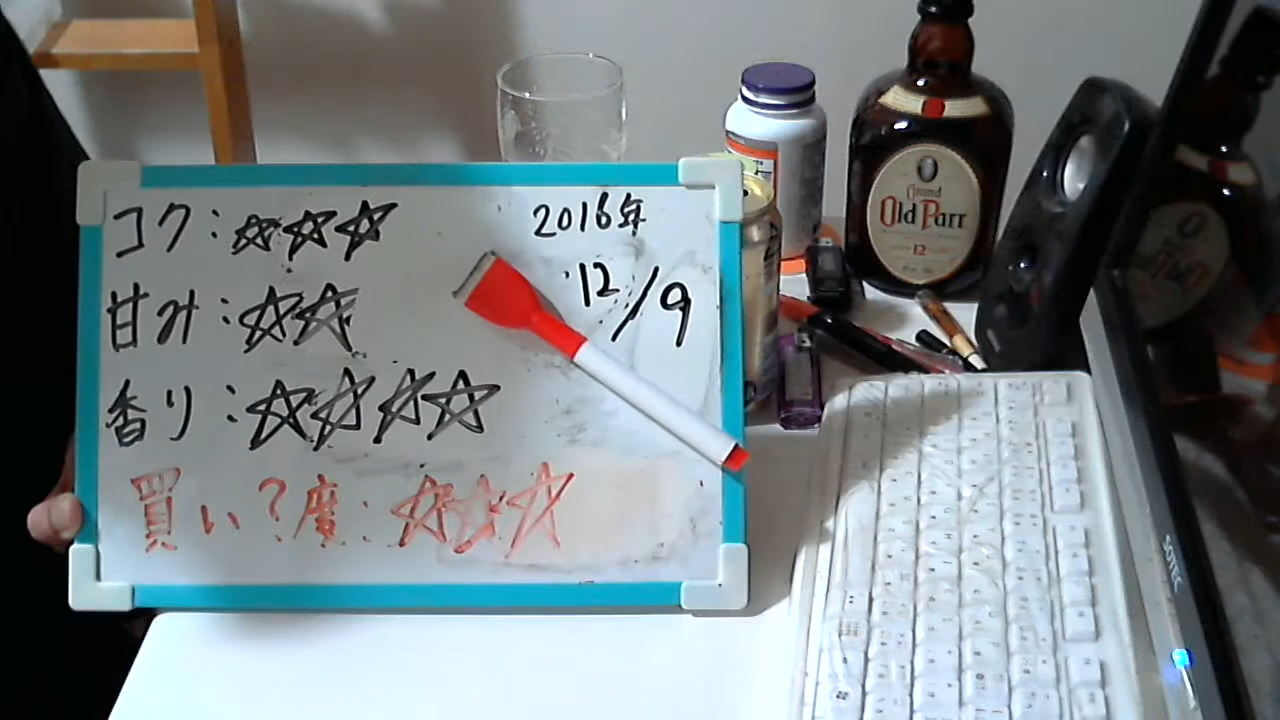 コク:☆☆☆
2016年
12/9
甘み:☆☆
香り:☆☆☆☆
買い?度:☆☆☆
Grand
Old Parr
12
SOTEC